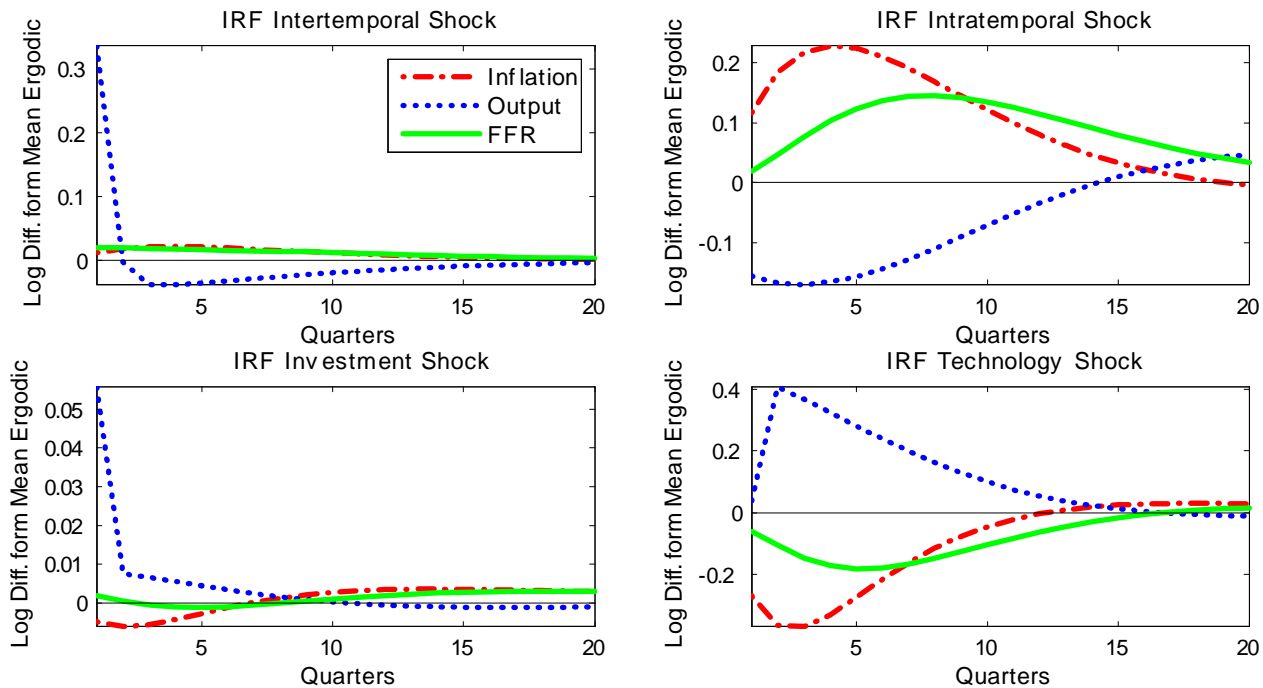 IRF Intertemporal Shock
Log Diff. form Mean Ergodic
0.3
0.2
0.1
0
Inflation
Output
FFR
5
10
15
20
Quarters
IRF Intratemporal Shock
Log Diff. form Mean Ergodic
0.2
0.1
0
-0.1
5
10
15
20
Quarters
IRF Investment Shock
Log Diff. form Mean Ergodic
0.05
0.04
0.03
0.02
0.01
0
5
10
15
20
Quarters
IRF Technology Shock
Log Diff. form Mean Ergodic
0.4
0.2
0
-0.2
5
10
15
20
Quarters